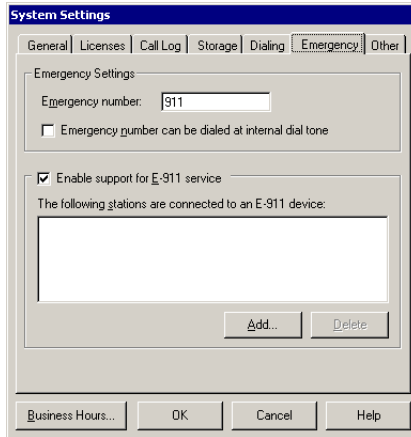 System Settings
General Licenses Call Log Storage Dialing Emergency Other
Emergency Settings
Emergency number: 911
Emergency number can be dialed at internal dial tone
Enable support for E-911 service
The following stations are connected to an E-911 device:
Add... Delete
Business Hours... OK Cancel Help